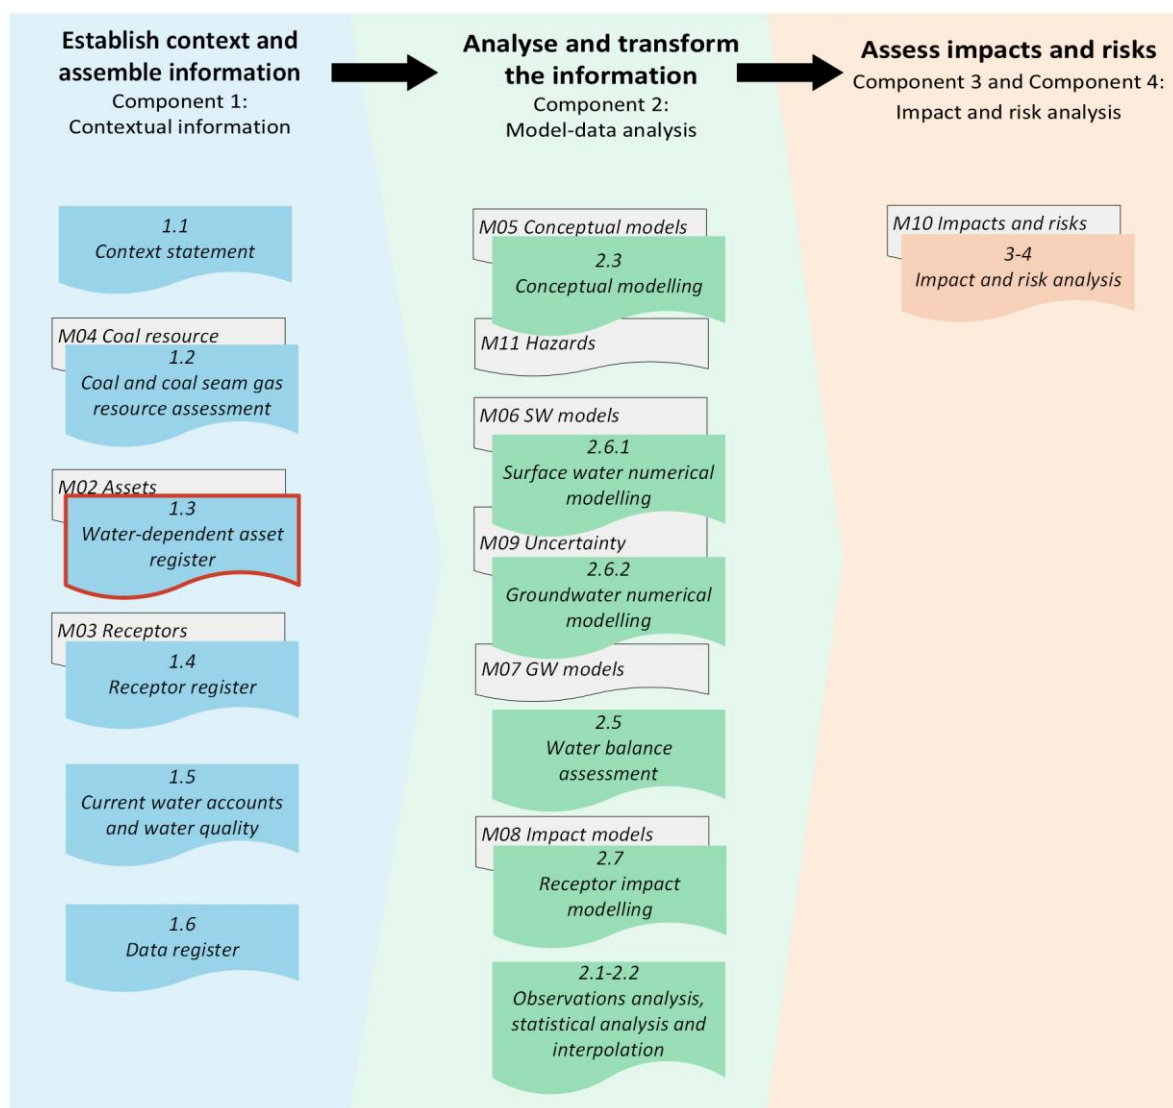 Establish context and
assemble information
Component 1:
Contextual information
1.1
Context statement
M04 Coal resource
1.2
Coal and coal seam gas
resource assessment
M02 Assets
1.3
Water-dependent asset
register
M03 Receptors
1.4
Receptor register
1.5
Current water accounts
and water quality
1.6
Data register
Analyse and transform
the information
Component 2:
Model-data analysis
M05 Conceptual models
2.3
Conceptual modelling
M11 Hazards
M06 SW models
2.6.1
Surface water numerical
modelling
M09 Uncertainty
2.6.2
Groundwater numerical
modelling
M07 GW models
2.5
Water balance
assessment
M08 Impact models
2.7
Receptor impact
modelling
2.1-2.2
Observations analysis,
statistical analysis and
interpolation
Assess impacts and risks
Component 3 and Component 4:
Impact and risk analysis
M10 Impacts and risks
3-4
Impact and risk analysis